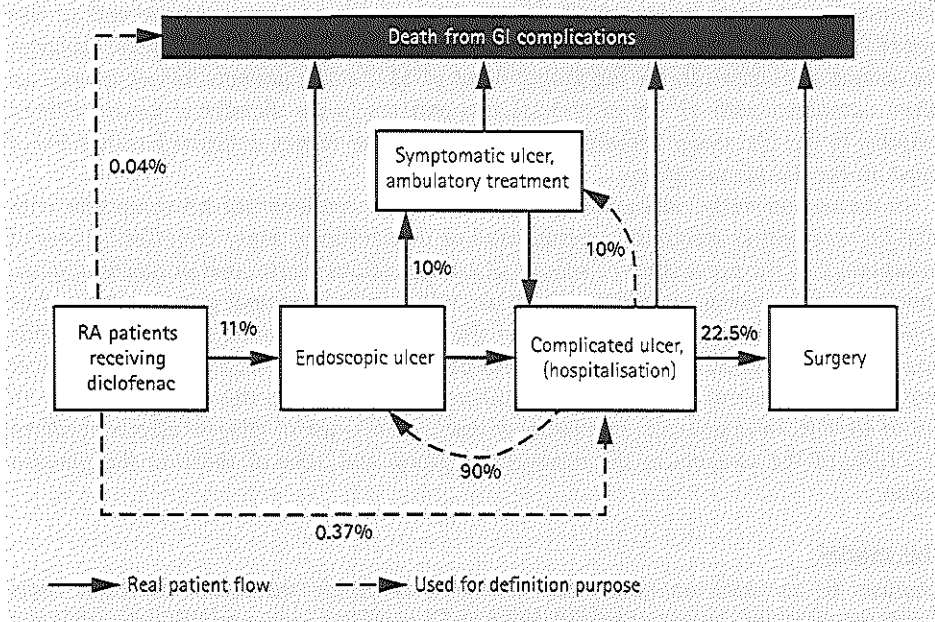 Death from GI complications
0.04%
Symptomatic ulcer,
ambulatory treatment
10%
10%
RA patients
receiving
diclofenac
11%
Endoscopic ulcer
Complicated ulcer,
(hospitalisation)
22.5%
Surgery
90%
0.37%
Real patient flow
Used for definition purpose